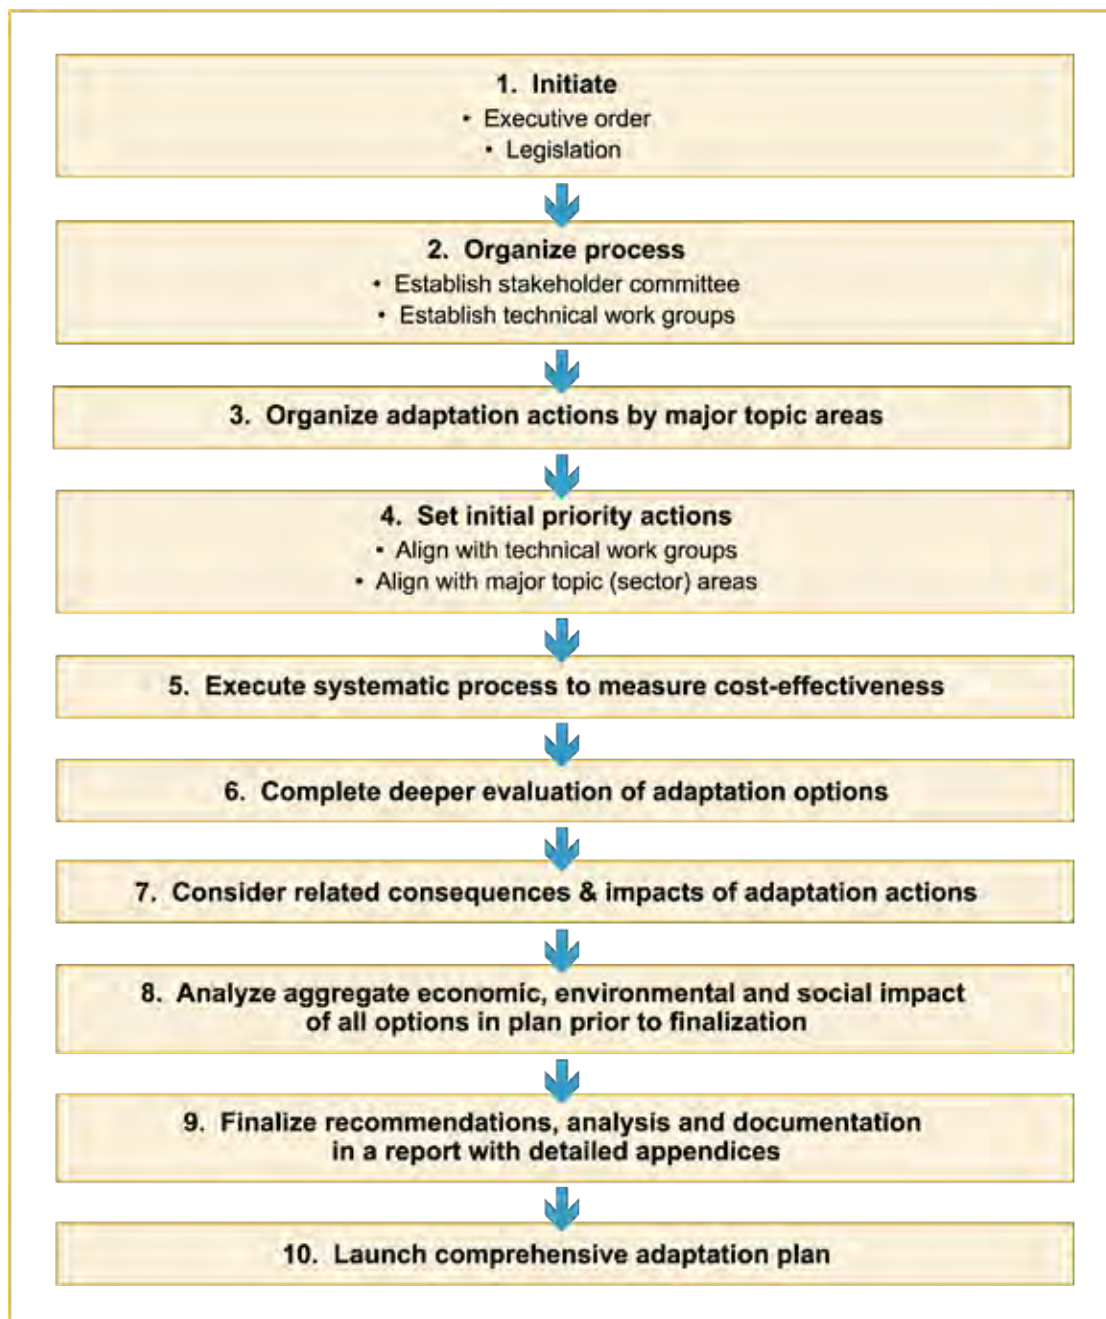 1. Initiate
• Executive order
• Legislation
2. Organize process
• Establish stakeholder committee
• Establish technical work groups
3. Organize adaptation actions by major topic areas
4. Set initial priority actions
• Align with technical work groups
• Align with major topic (sector) areas
5. Execute systematic process to measure cost-effectiveness
6. Complete deeper evaluation of adaptation options
7. Consider related consequences & impacts of adaptation actions
8. Analyze aggregate economic, environmental and social impact
of all options in plan prior to finalization
9. Finalize recommendations, analysis and documentation
in a report with detailed appendices
10. Launch comprehensive adaptation plan